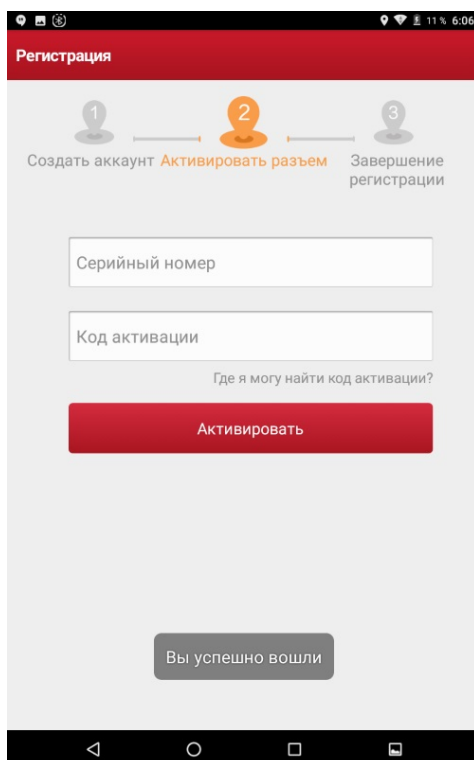 11 % 6:06
Регистрация
1 2 3
Создать аккаунт Активировать разъем Завершение
регистрации
Серийный номер
Код активации
Где я могу найти код активации?
Активировать
Вы успешно вошли